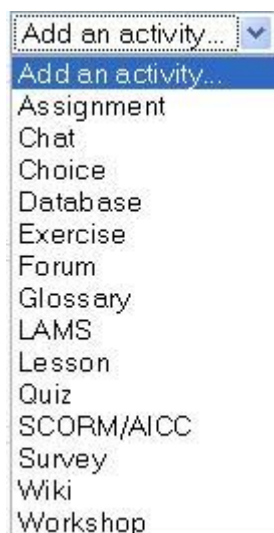 Add an activity...
Add an activity...
Assignment
Chat
Choice
Database
Exercise
Forum
Glossary
LAMS
Lesson
Quiz
SCORM/AICC
Survey
Wiki
Workshop